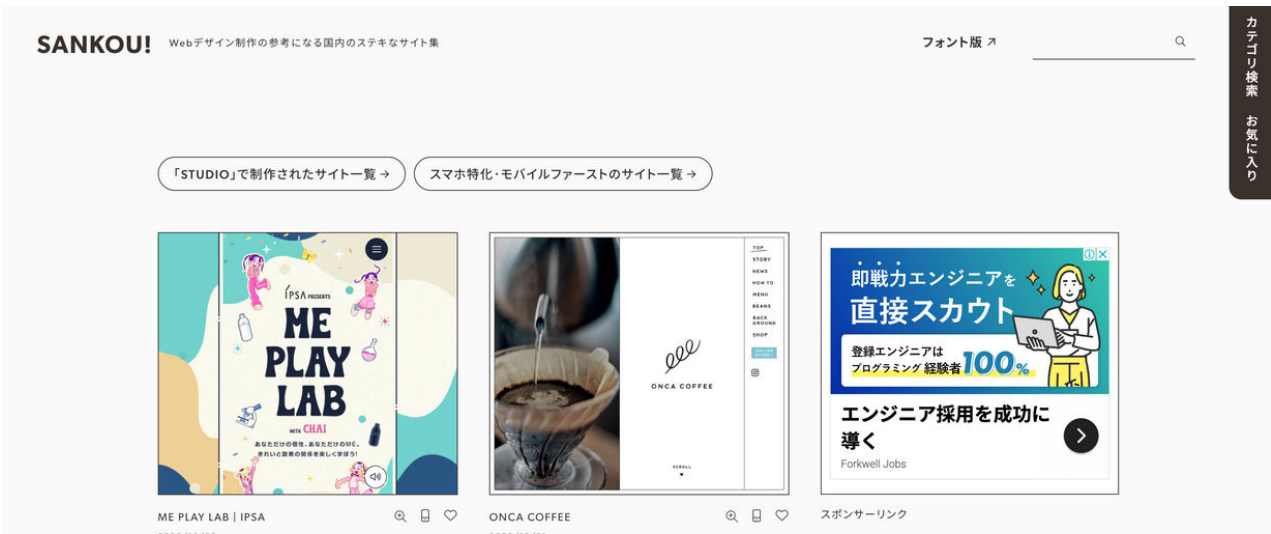 SANKOU!
Webデザイン制作の参考になる国内のステキなサイト集
フォント版
カテゴリ検索
お気に入り
「STUDIO」で制作されたサイト一覧 →
スマホ特化・モバイルファーストのサイト一覧 →
ÍPSA PRESENTS
ME
PLAY
LAB
WITH CHAI
あなただけの個性、あなただけのME。
きれいと酵素の関係を楽しく学ぼう!
ME PLAY LAB | IPSA
TOP
STORY
NEWS
HOW TO
MENU
BEANS
BACK
GROUND
SHOP
ONCA COFFEE
SCROLL
ONCA COFFEE
即戦力エンジニアを
直接スカウト
登録エンジニアは
プログラミング経験者100%
エンジニア採用を成功に
導く
Forkwell Jobs
スポンサーリンク